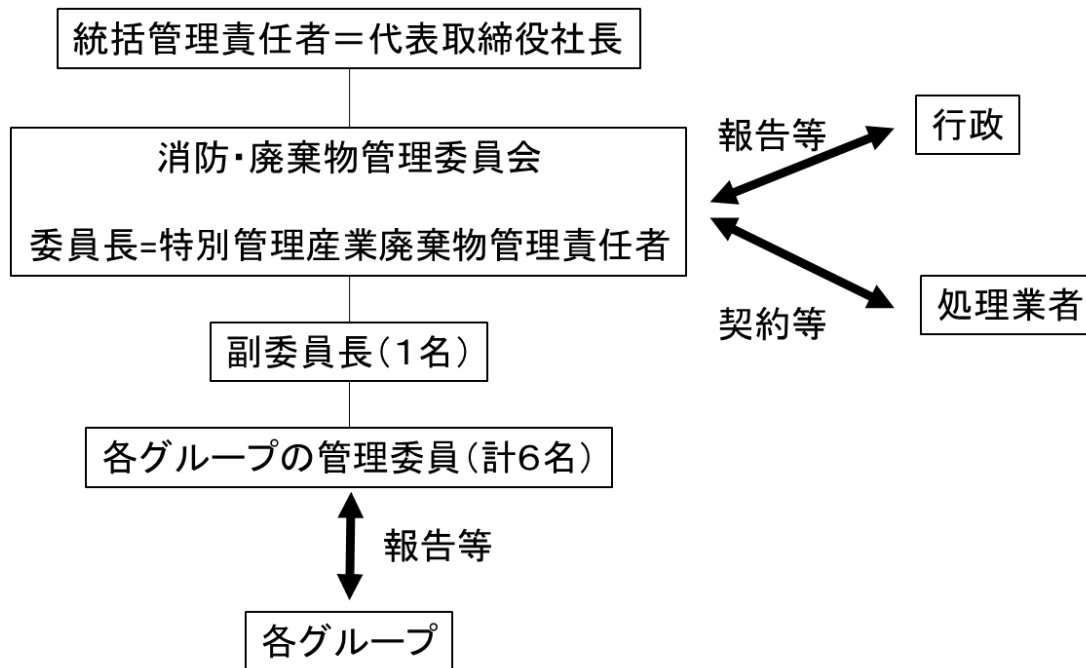 統括管理責任者＝代表取締役社長
消防・廃棄物管理委員会
委員長=特別管理産業廃棄物管理責任者
報告等
行政
契約等
処理業者
副委員長（１名）
各グループの管理委員（計６名）
報告等
各グループ